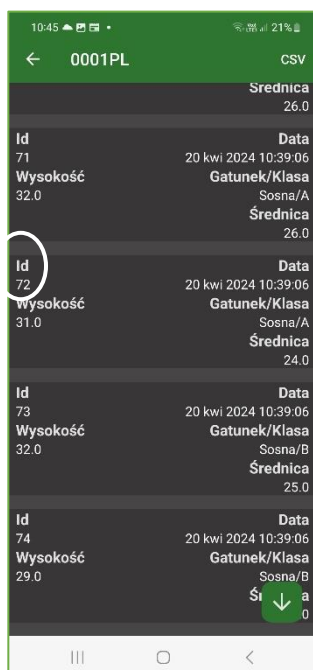 10:45
21%
0001PL
CSV
Średnica
26.0
Id Data
71 20 kwi 2024 10:39:06
Wysokość Gatunek/Klasa
32.0 Sosna/A
Średnica
26.0
Id Data
72 20 kwi 2024 10:39:06
Wysokość Gatunek/Klasa
31.0 Sosna/A
Średnica
24.0
Id Data
73 20 kwi 2024 10:39:06
Wysokość Gatunek/Klasa
32.0 Sosna/B
Średnica
25.0
Id Data
74 20 kwi 2024 10:39:06
Wysokość Gatunek/Klasa
29.0 Sosna/B